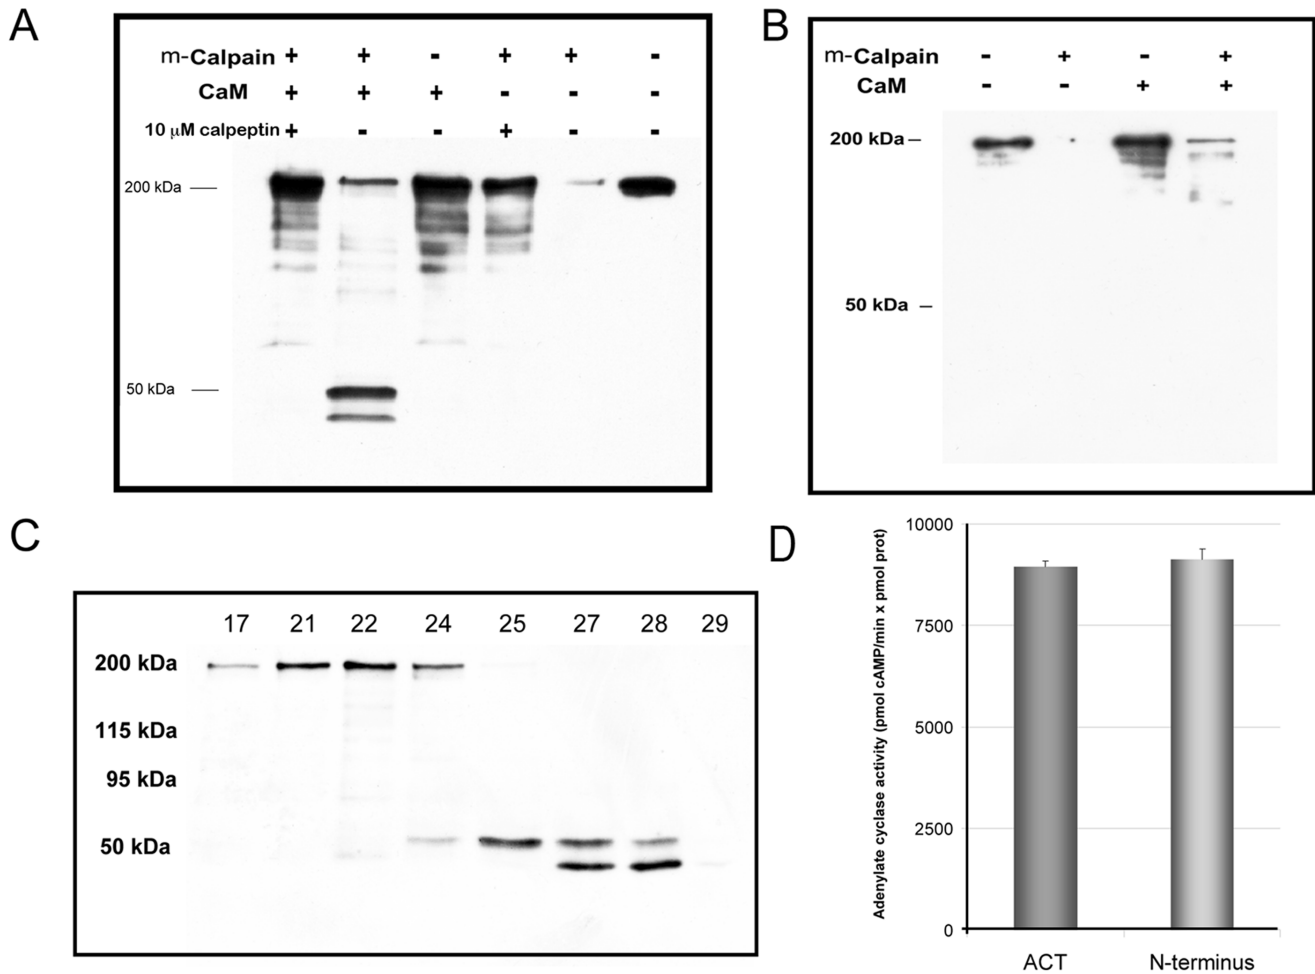 A
m-Calpain + + - + + -
CaM + + + - - -
10 μM calpeptin + - - + - -
200 kDa
50 kDa
B
m-Calpain - + - +
CaM - - + +
200 kDa
50 kDa
C
17 21 22 24 25 27 28 29
200 kDa
115 kDa
95 kDa
50 kDa
D
Adenylate cyclase activity (pmol cAMP/min x pmol prot)
10000
7500
5000
2500
0
ACT N-terminus